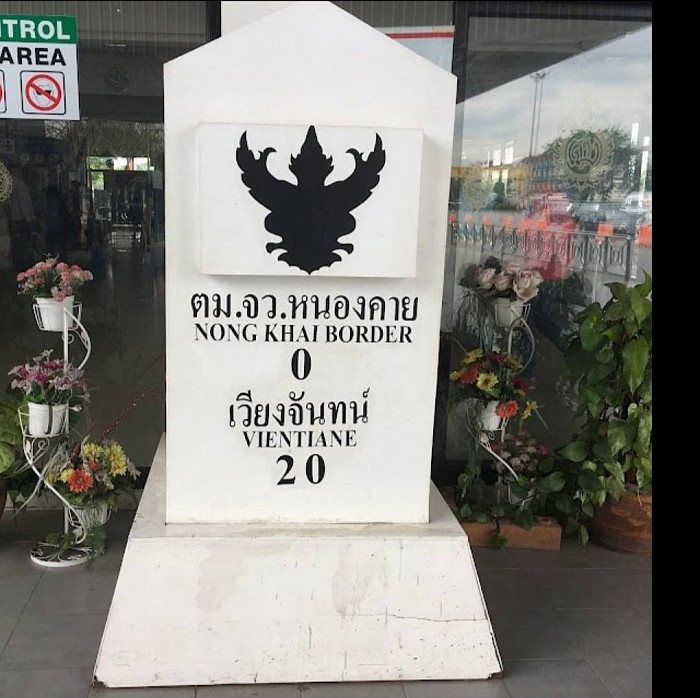 NTROL
AREA
ตม.จว.หนองคาย
NONG KHAI BORDER
0
เวียงจันทน์
VIENTIANE
20